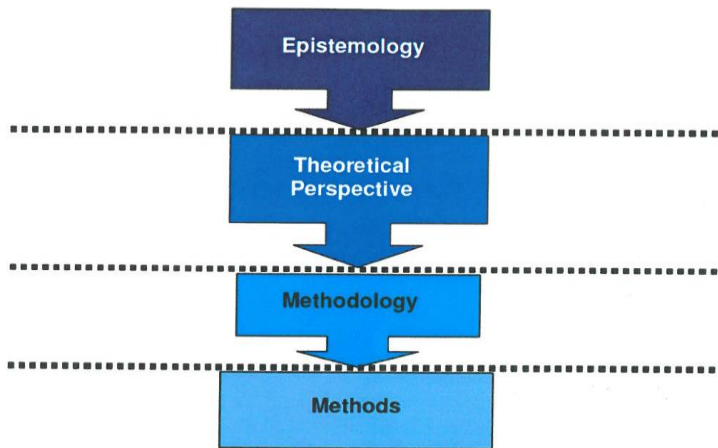 Epistemology
Theoretical
Perspective
Methodology
Methods